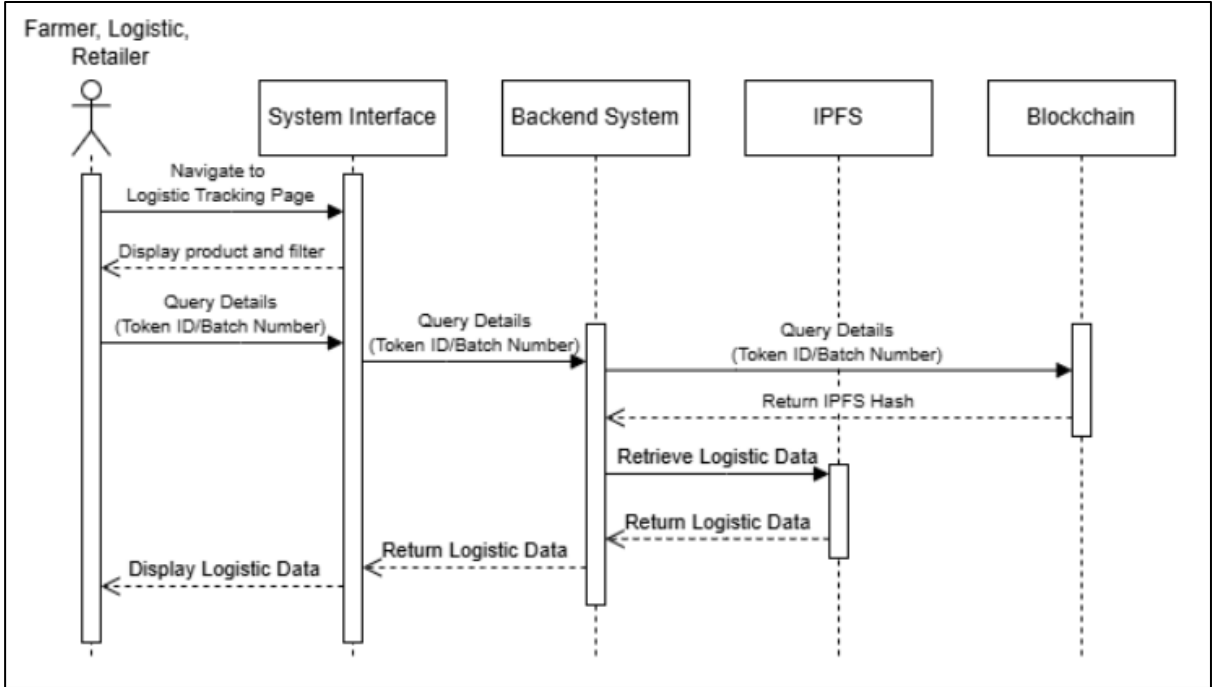 Farmer, Logistic,
Retailer
System Interface
Backend System
IPFS
Blockchain
Navigate to
Logistic Tracking Page
Display product and filter
Query Details
(Token ID/Batch Number)
Query Details
(Token ID/Batch Number)
Query Details
(Token ID/Batch Number)
Return IPFS Hash
Retrieve Logistic Data
Return Logistic Data
Return Logistic Data
Display Logistic Data